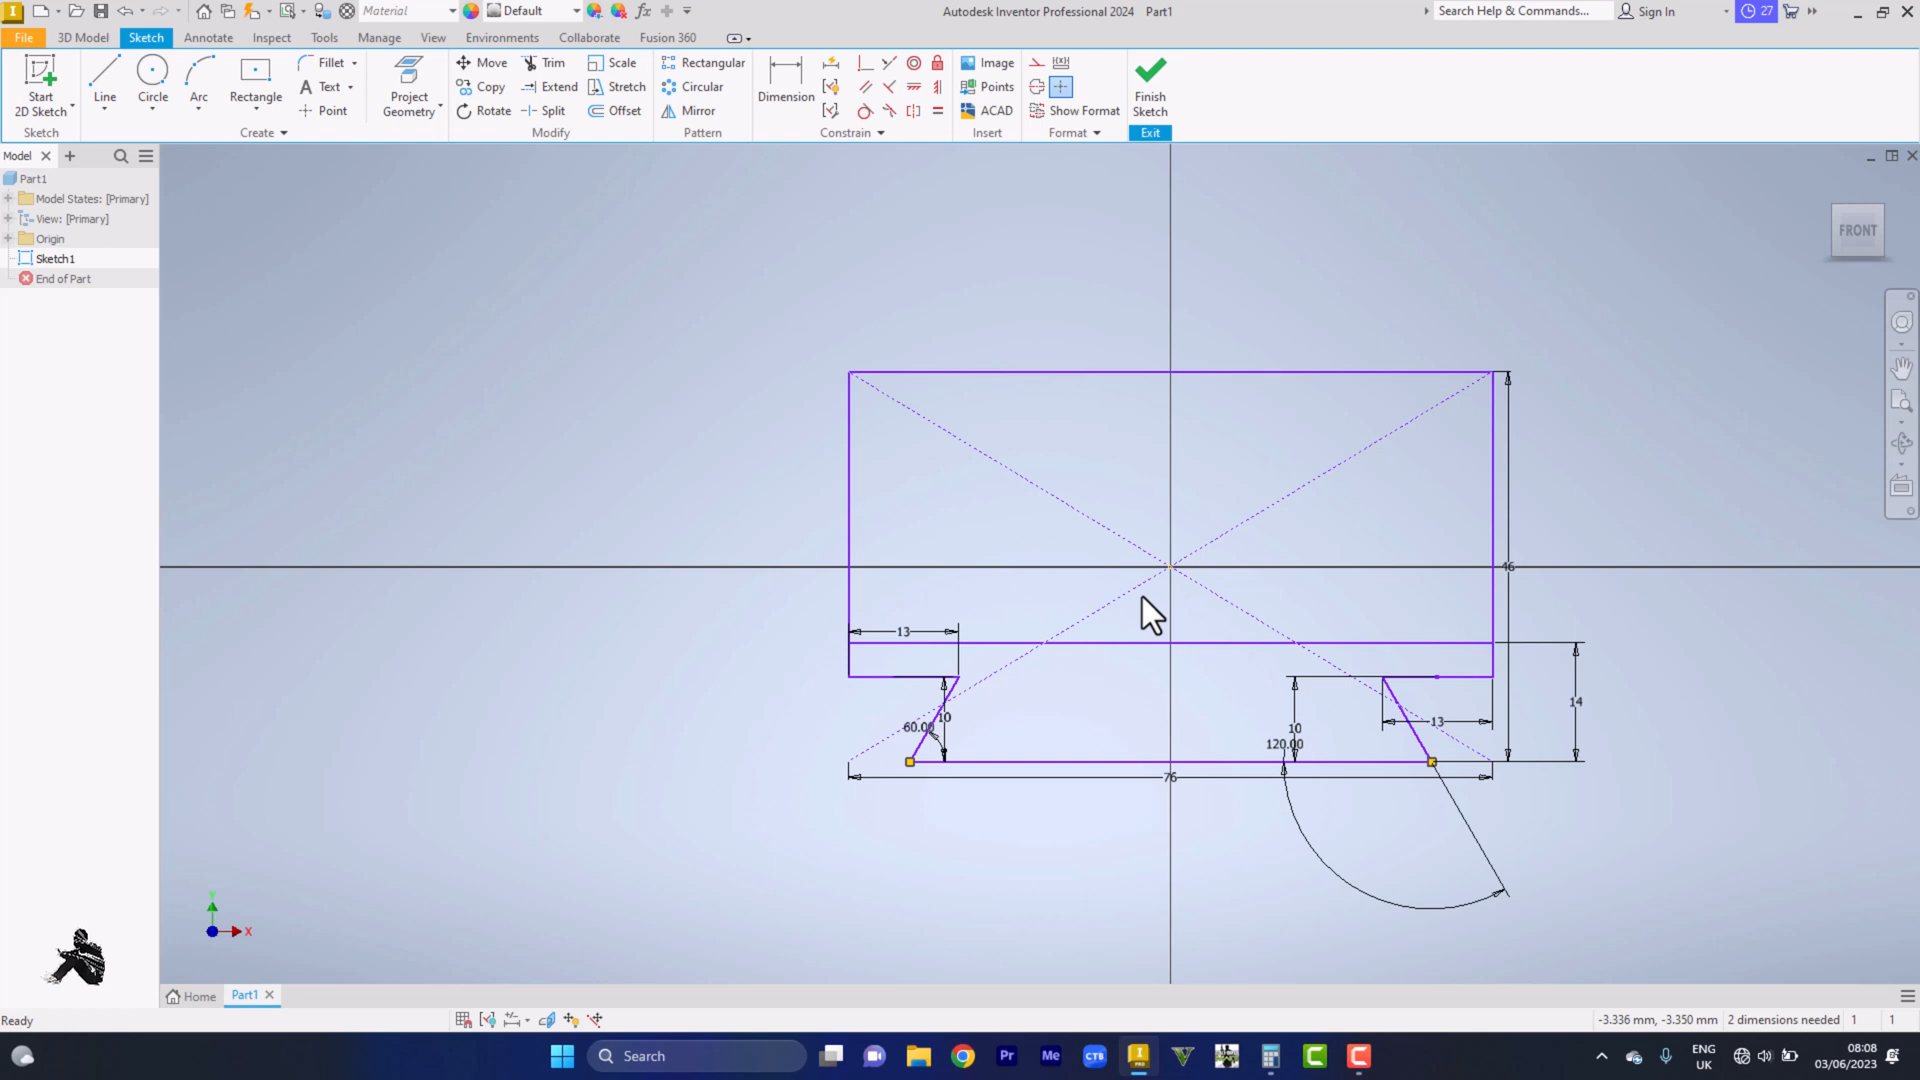 Material Default fx Autodesk Inventor Professional 2024 Part1 Search Help & Commands... Sign In 27
File 3D Model Sketch Annotate Inspect Tools Manage View Environments Collaborate Fusion 360
Start 2D Sketch Line Circle Arc Rectangle Fillet Text Point Project Geometry Move Copy Rotate Trim Extend Split Scale Stretch Offset Rectangular Circular Mirror Dimension Image Points ACAD Show Format Finish Sketch
Sketch Create Modify Pattern Constrain Insert Format Exit
Model
Part1
Model States: [Primary]
View: [Primary]
Origin
Sketch1
End of Part
FRONT
46
13
14
10
60.00
13
10
120.00
76
Y
X
Home Part1
Ready -3.336 mm, -3.350 mm 2 dimensions needed 1 1
Search Pr Me CTB I PRO V C C ENG UK 08:08 03/06/2023